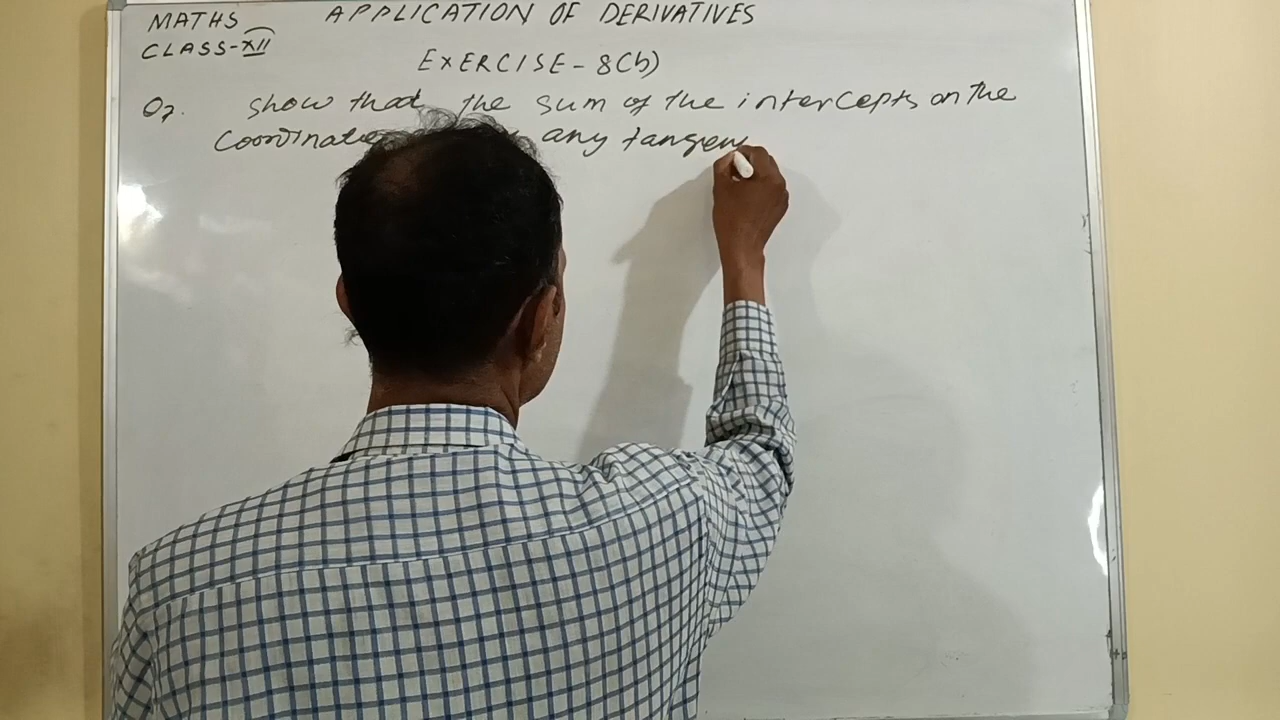 MATHS APPLICATION OF DERIVATIVES
CLASS-XII
EXERCISE-8(b)
Q7. Show that the sum of the intercepts on the
Coordinate any tangen